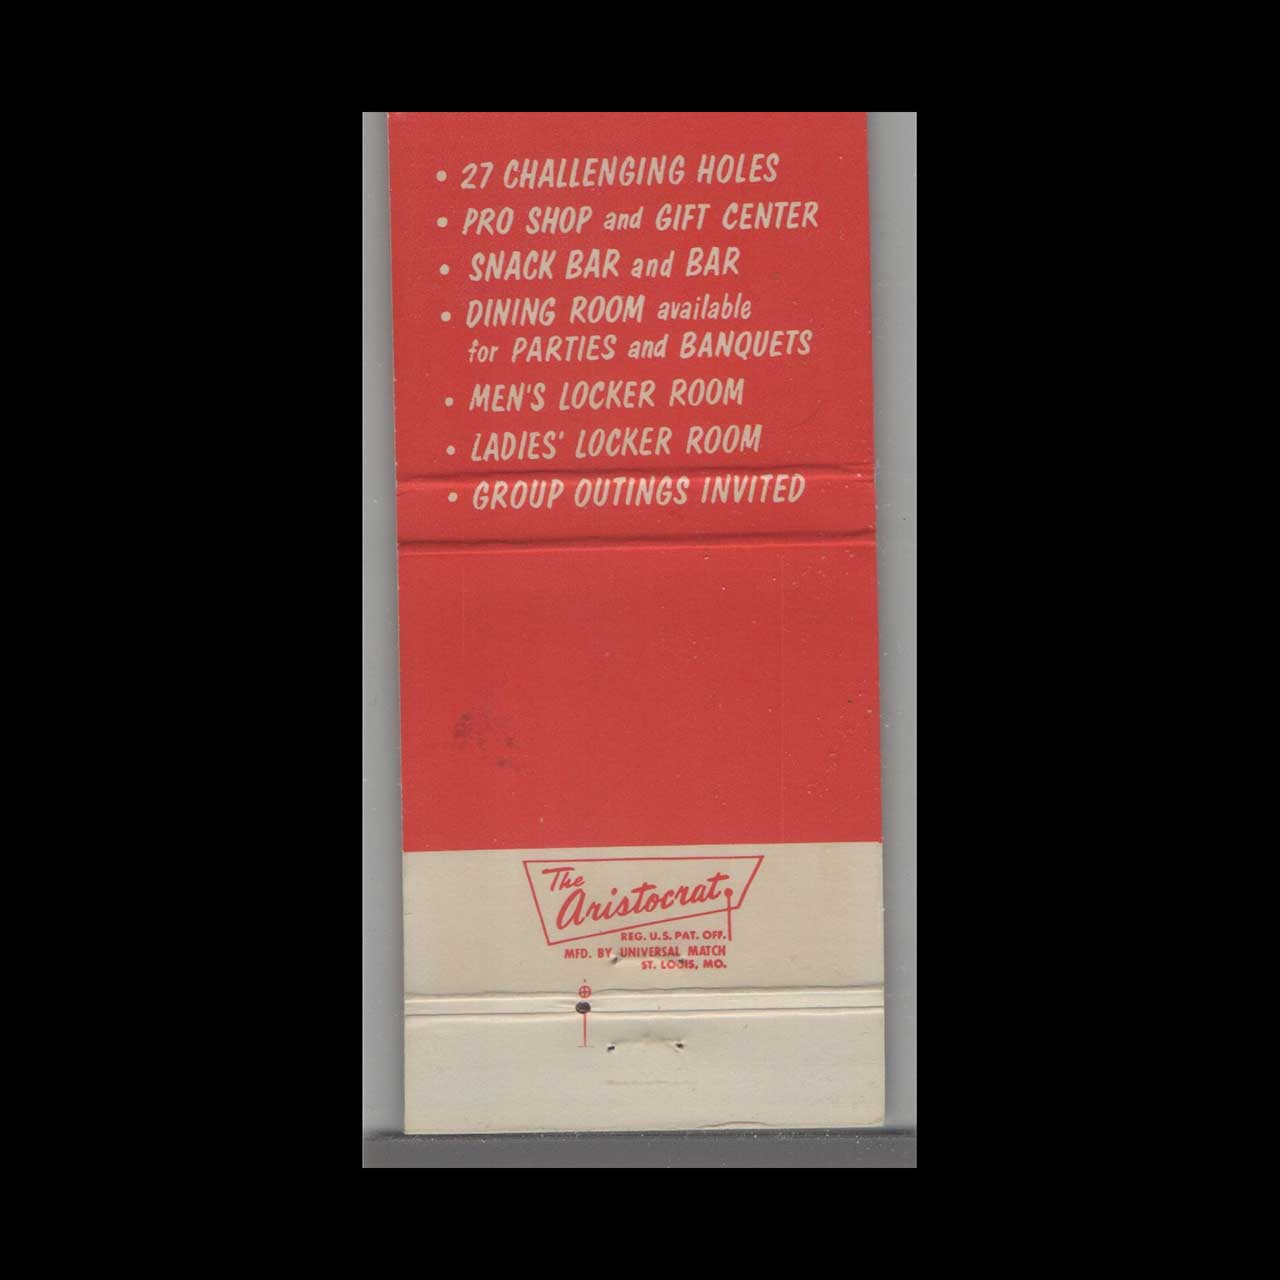 • 27 CHALLENGING HOLES
• PRO SHOP and GIFT CENTER
• SNACK BAR and BAR
• DINING ROOM available
for PARTIES and BANQUETS
• MEN'S LOCKER ROOM
• LADIES' LOCKER ROOM
• GROUP OUTINGS INVITED
The
Aristocrat
REG. U.S. PAT. OFF.
MFD. BY UNIVERSAL MATCH
ST. LOUIS, MO.